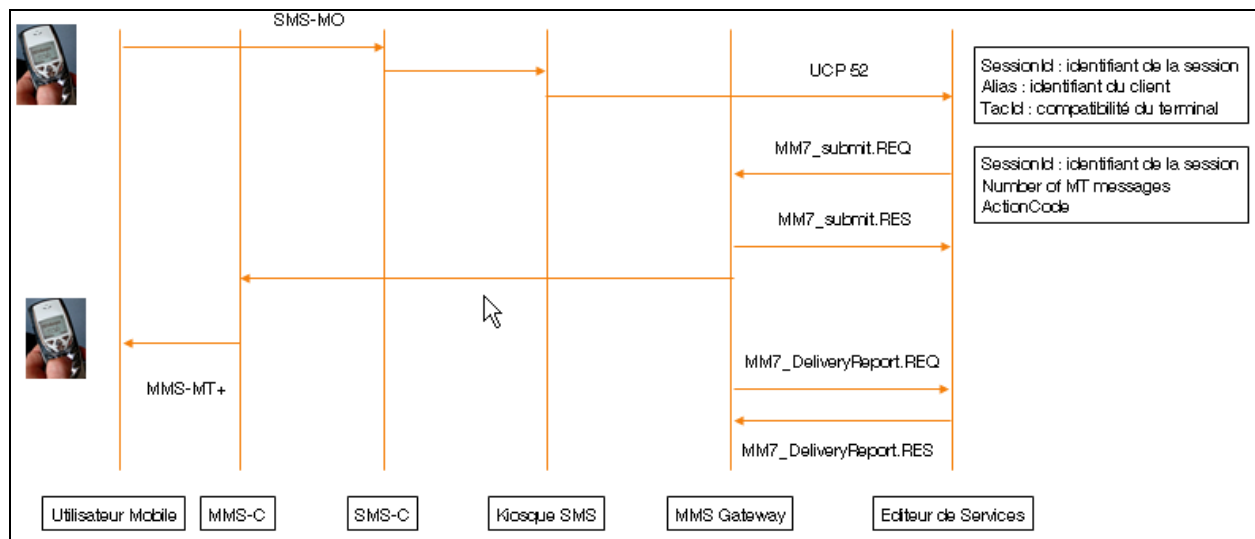 SMS-MO
UCP 52
SessionId : identifiant de la session
Alias : identifiant du client
TacId : compatibilité du terminal
MM7_submit.REQ
SessionId : identifiant de la session
Number of MT messages
ActionCode
MM7_submit.RES
MM7_DeliveryReport.REQ
MMS-MT+
MM7_DeliveryReport.RES
Utilisateur Mobile
MMS-C
SMS-C
Kiosque SMS
MMS Gateway
Editeur de Services